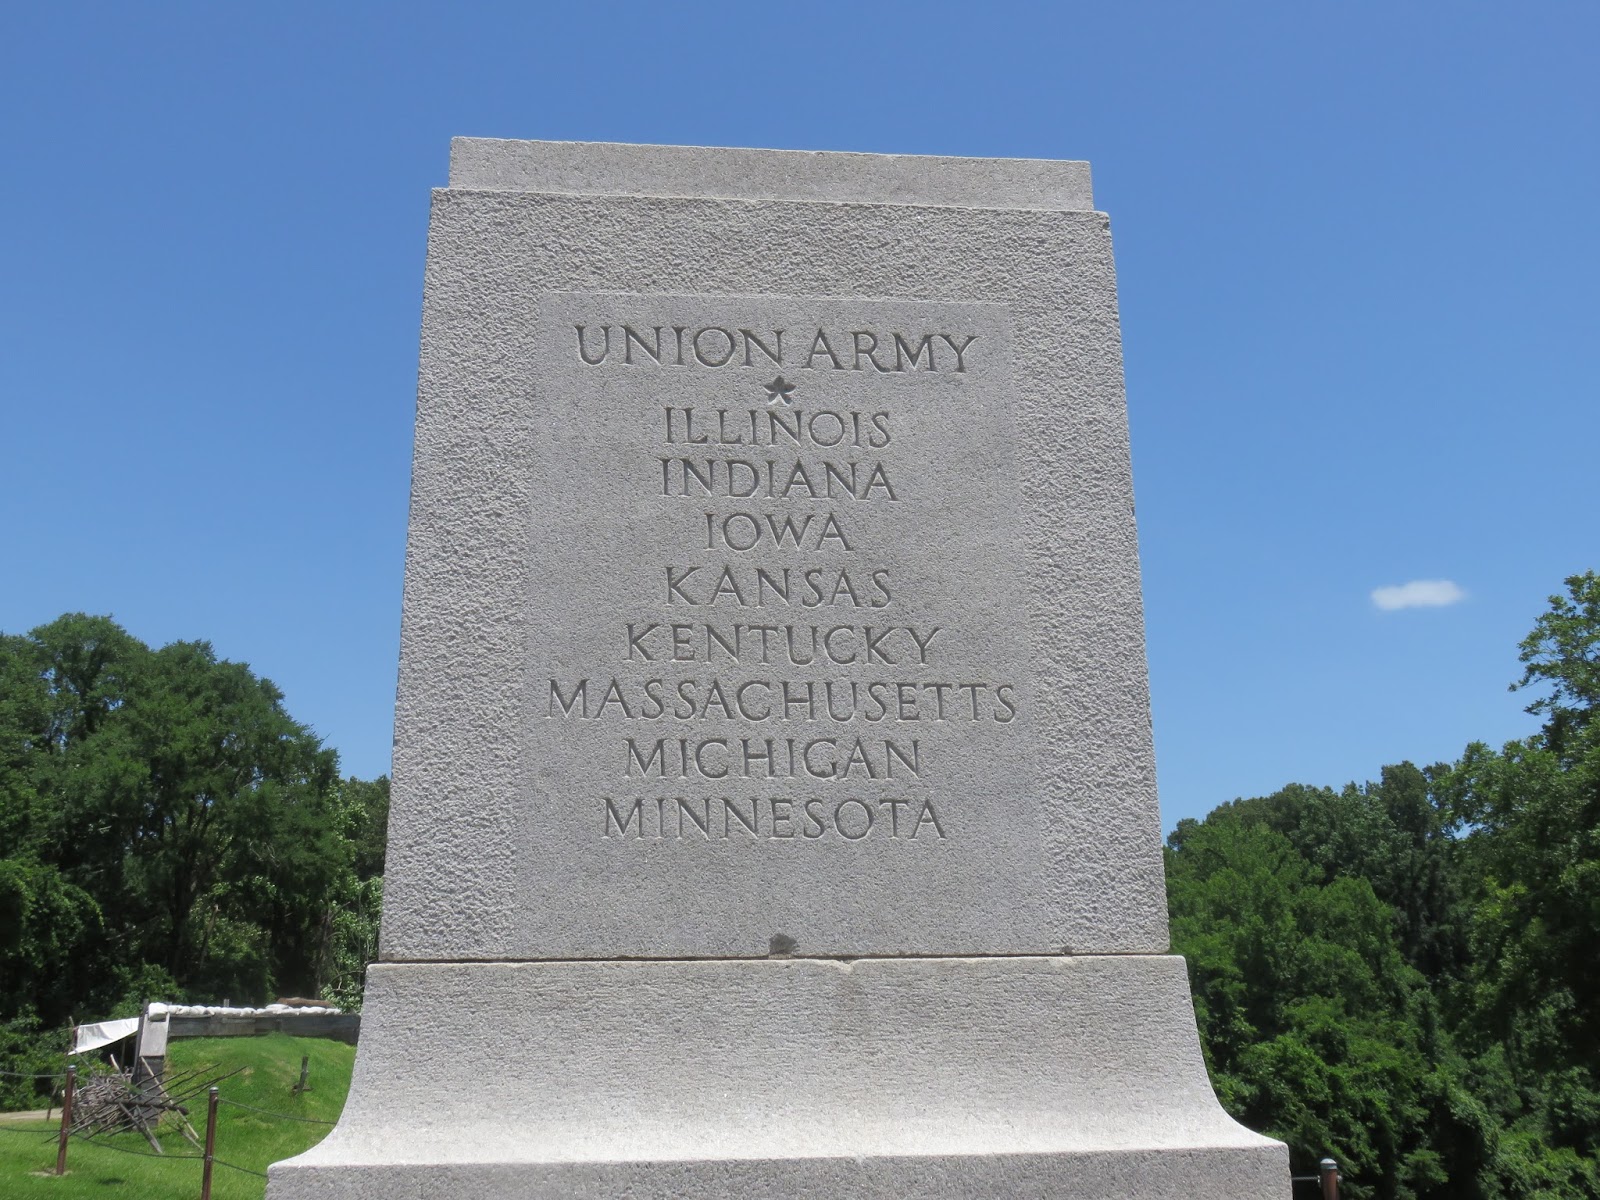 UNION ARMY
ILLINOIS
INDIANA
IOWA
KANSAS
KENTUCKY
MASSACHUSETTS
MICHIGAN
MINNESOTA